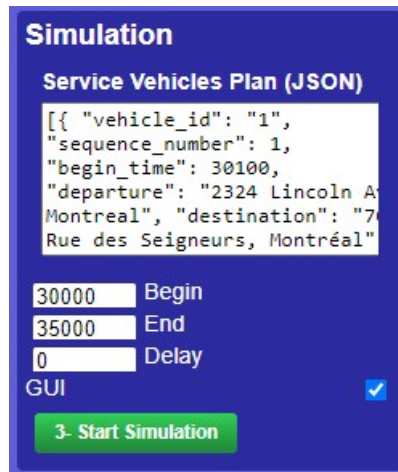 Simulation
Service Vehicles Plan (JSON)
[{ "vehicle_id": "1",
"sequence_number": 1,
"begin_time": 30100,
"departure": "2324 Lincoln
Montreal", "destination":
Rue des Seigneurs, Montréal"
30000 Begin
35000 End
0 Delay
GUI
3- Start Simulation